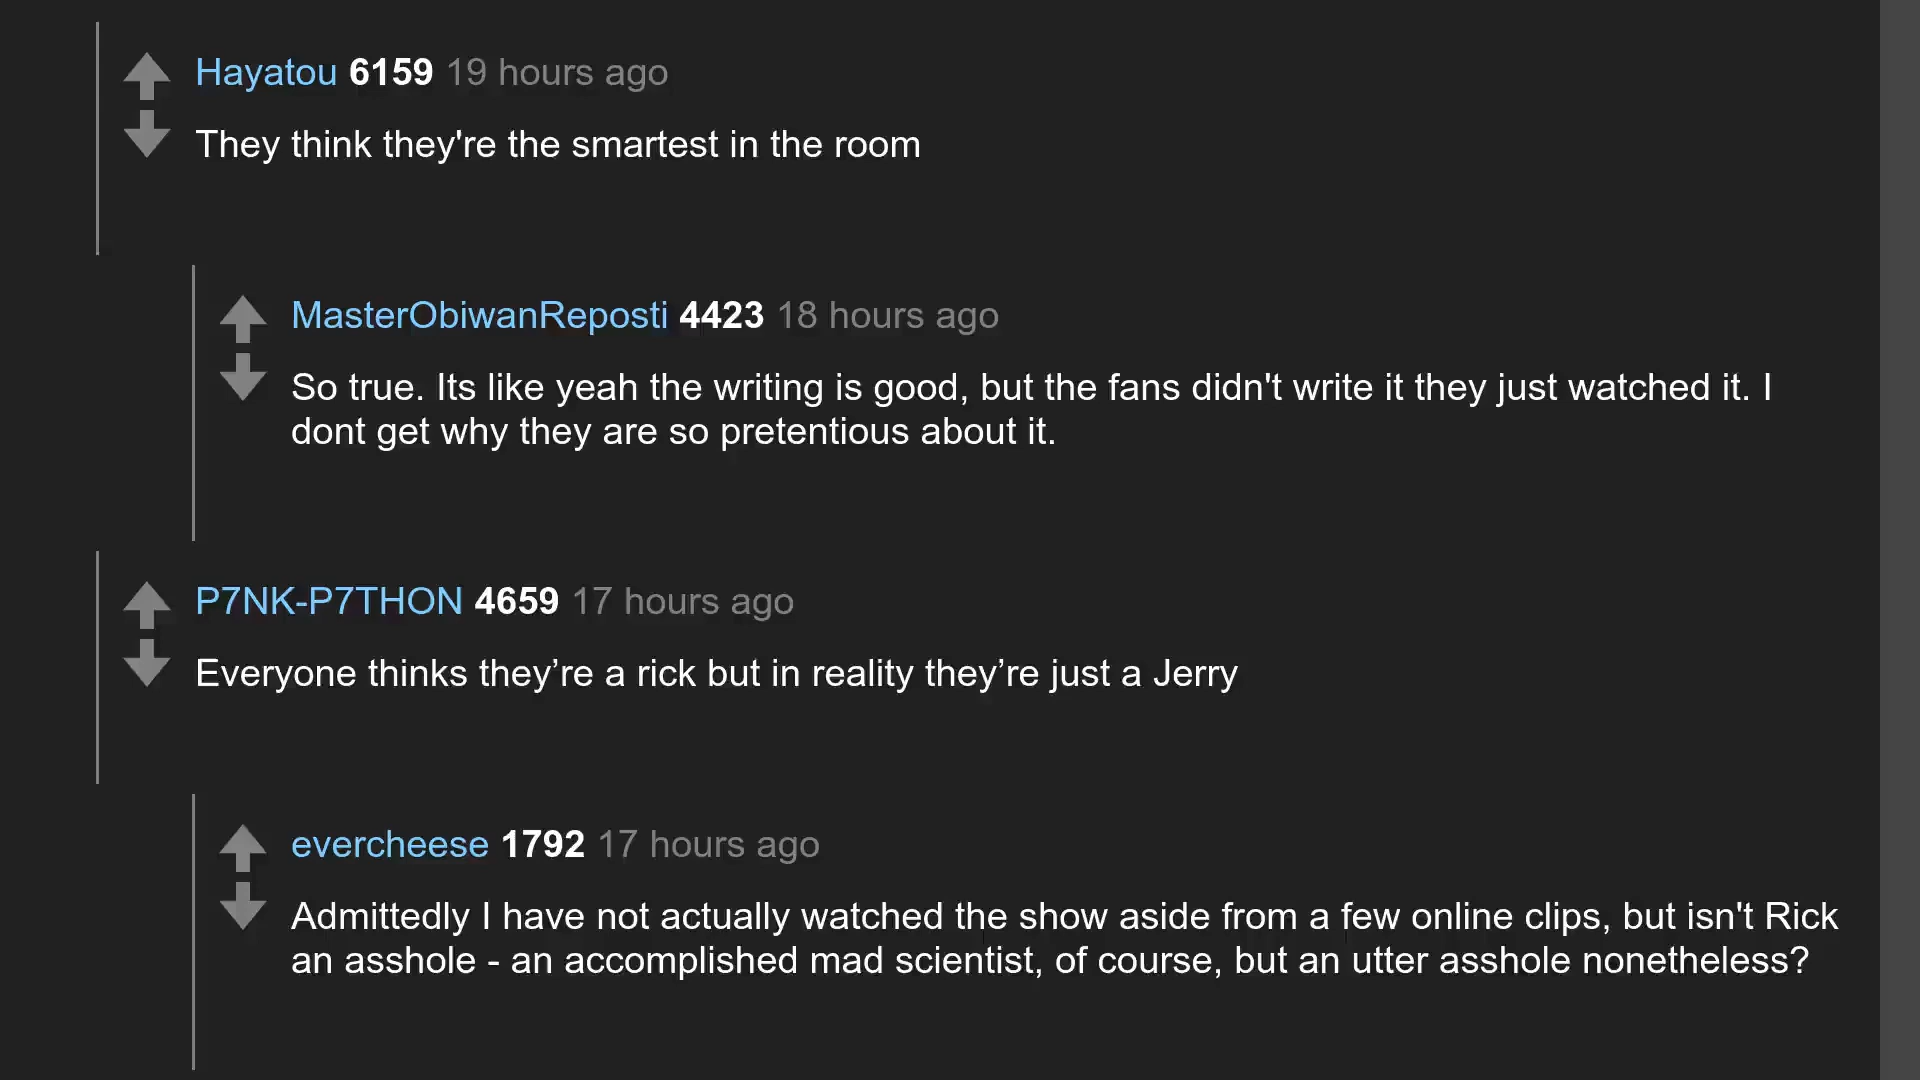 Hayatou 6159 19 hours ago
They think they're the smartest in the room
MasterObiwanReposti 4423 18 hours ago
So true. Its like yeah the writing is good, but the fans didn't write it they just watched it. I
dont get why they are so pretentious about it.
P7NK-P7THON 4659 17 hours ago
Everyone thinks they’re a rick but in reality they’re just a Jerry
evercheese 1792 17 hours ago
Admittedly I have not actually watched the show aside from a few online clips, but isn't Rick
an asshole - an accomplished mad scientist, of course, but an utter asshole nonetheless?